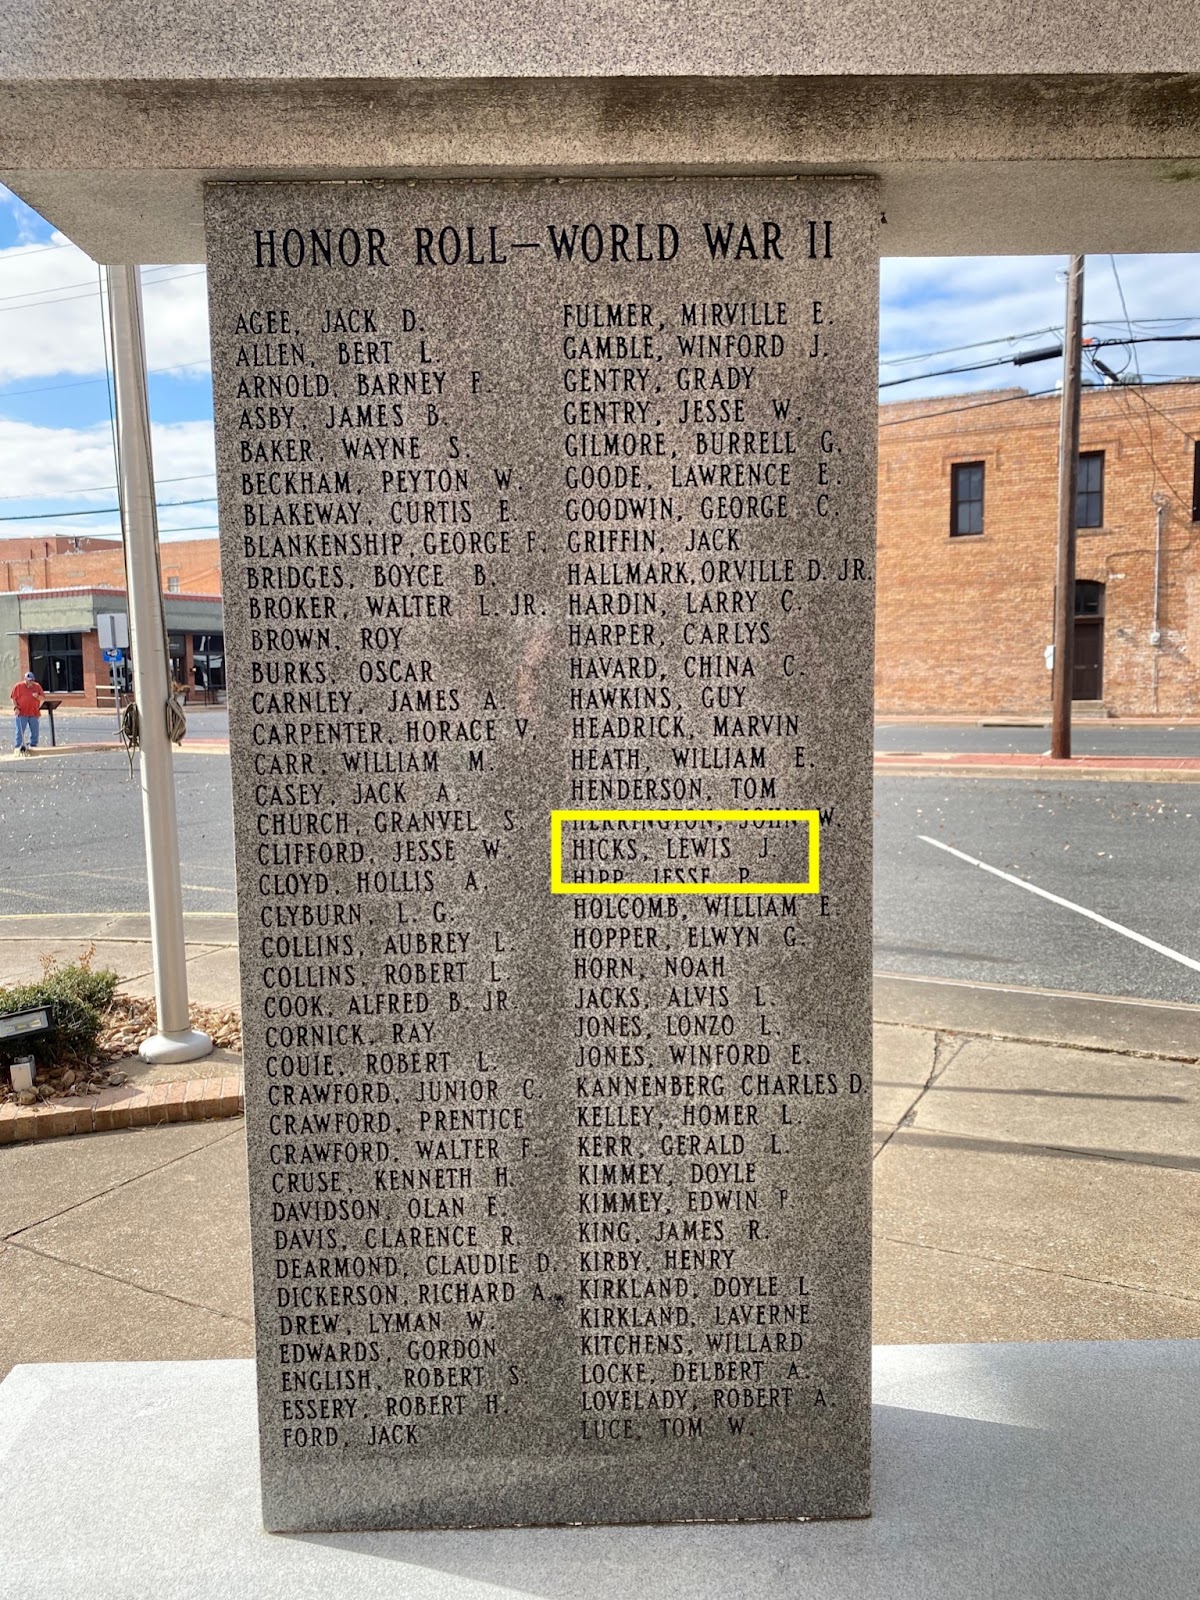 HONOR ROLL—WORLD WAR II
AGEE, JACK D.
ALLEN, BERT L.
ARNOLD, BARNEY F.
ASBY, JAMES B.
BAKER, WAYNE S.
BECKHAM, PEYTON W.
BLAKEWAY, CURTIS E.
BLANKENSHIP, GEORGE F.
BRIDGES, BOYCE B.
BROKER, WALTER L. JR.
BROWN, ROY
BURKS, OSCAR
CARNLEY, JAMES A.
CARPENTER, HORACE V.
CARR, WILLIAM M.
CASEY, JACK A.
CHURCH, GRANVEL S.
CLIFFORD, JESSE W.
CLOYD, HOLLIS A.
CLYBURN, L. G.
COLLINS, AUBREY L.
COLLINS, ROBERT L.
COOK, ALFRED B. JR.
CORNICK, RAY
COUIE, ROBERT L.
CRAWFORD, JUNIOR C.
CRAWFORD, PRENTICE
CRAWFORD, WALTER F.
CRUSE, KENNETH H.
DAVIDSON, OLAN E.
DAVIS, CLARENCE R.
DEARMOND, CLAUDIE D.
DICKERSON, RICHARD A.
DREW, LYMAN W.
EDWARDS, GORDON
ENGLISH, ROBERT S.
ESSERY, ROBERT H.
FORD, JACK
FULMER, MIRVILLE E.
GAMBLE, WINFORD J.
GENTRY, GRADY
GENTRY, JESSE W.
GILMORE, BURRELL G.
GOODE, LAWRENCE E.
GOODWIN, GEORGE C.
GRIFFIN, JACK
HALLMARK, ORVILLE D. JR.
HARDIN, LARRY C.
HARPER, CARLYS
HAVARD, CHINA C.
HAWKINS, GUY
HEADRICK, MARVIN
HEATH, WILLIAM E.
HENDERSON, TOM
HERRINGTON, JOHN W.
HICKS, LEWIS J.
HIPP, JESSE P.
HOLCOMB, WILLIAM E.
HOPPER, ELWYN G.
HORN, NOAH
JACKS, ALVIS L.
JONES, LONZO L.
JONES, WINFORD E.
KANNENBERG CHARLES D.
KELLEY, HOMER L.
KERR, GERALD L.
KIMMEY, DOYLE
KIMMEY, EDWIN F.
KING, JAMES R.
KIRBY, HENRY
KIRKLAND, DOYLE L.
KIRKLAND, LAVERNE
KITCHENS, WILLARD
LOCKE, DELBERT A.
LOVELADY, ROBERT A.
LUCE, TOM W.